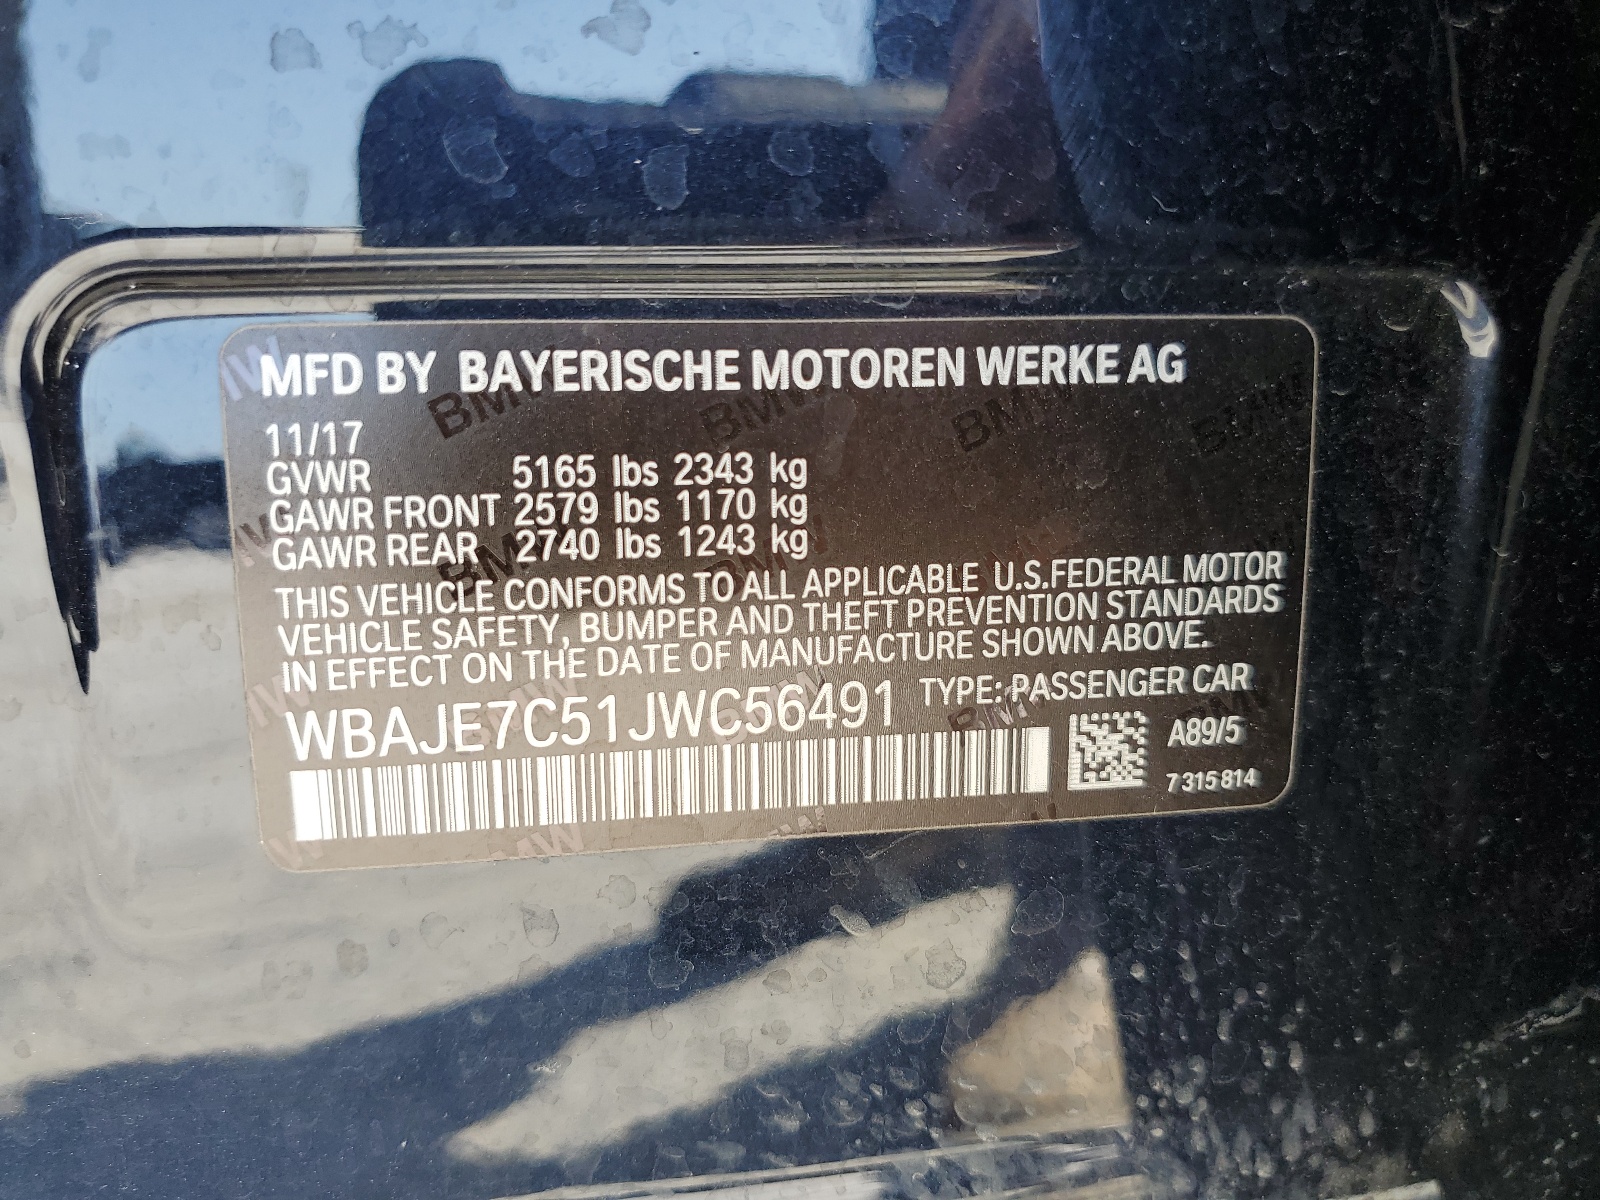 MFD BY BAYERISCHE MOTOREN WERKE AG
11/17
GVWR 5165 lbs 2343 kg
GAWR FRONT 2579 lbs 1170 kg
GAWR REAR 2740 lbs 1243 kg
THIS VEHICLE CONFORMS TO ALL APPLICABLE U.S.FEDERAL MOTOR
VEHICLE SAFETY, BUMPER AND THEFT PREVENTION STANDARDS
IN EFFECT ON THE DATE OF MANUFACTURE SHOWN ABOVE.
WBAJE7C51JWC56491 TYPE: PASSENGER CAR
A89/5
7 315 814